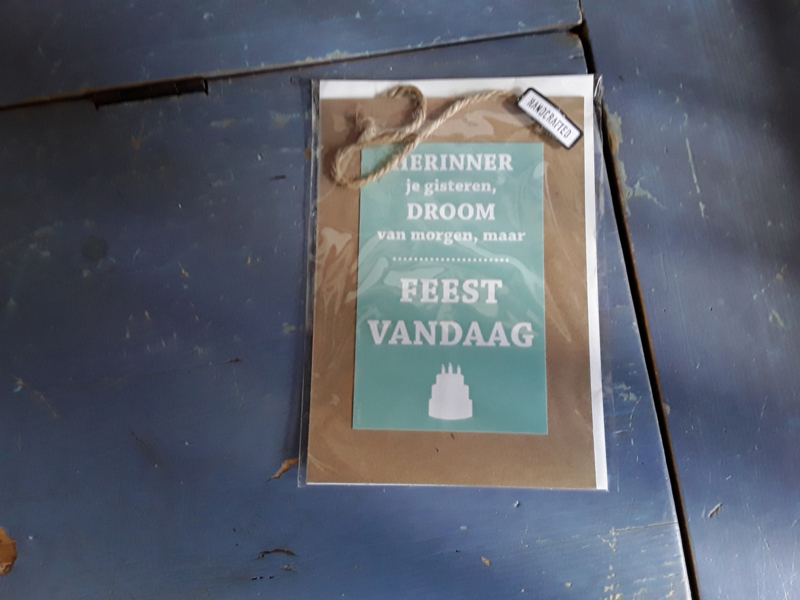 HANDCRAFTED
HERINNER
je gisteren,
DROOM
van morgen, maar
FEEST
VANDAAG